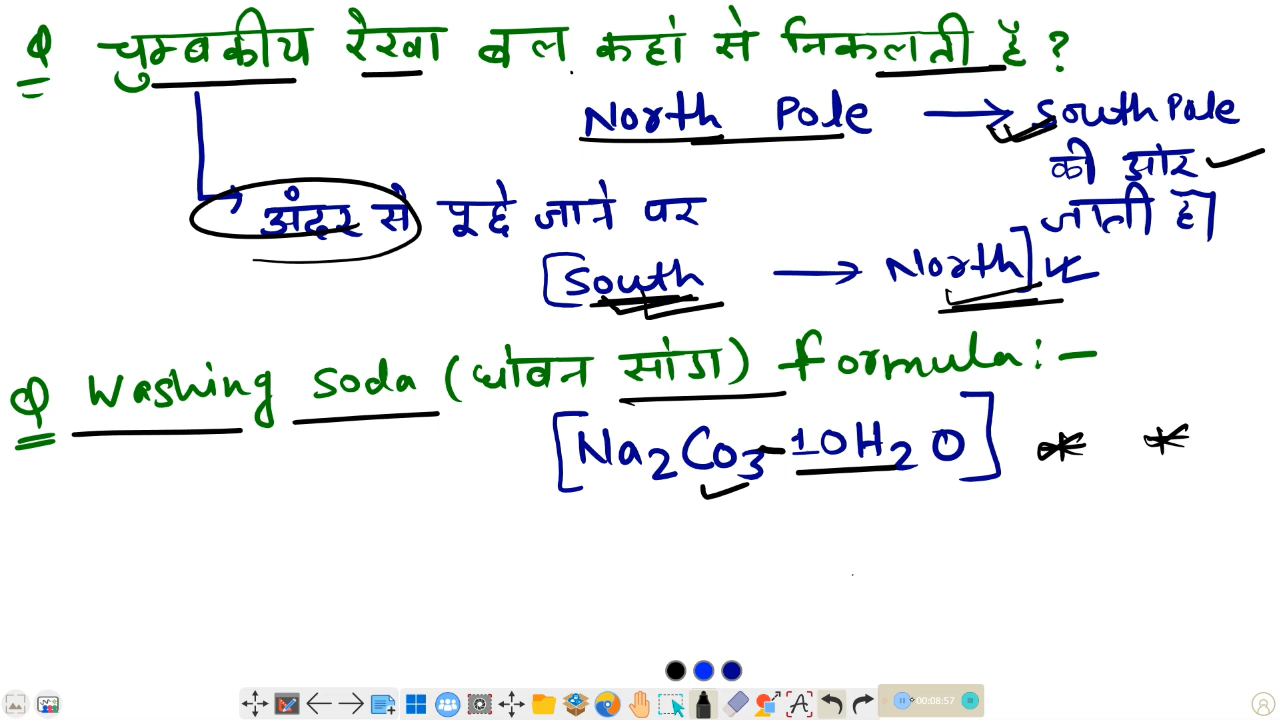 Q चुम्बकीय रेखा बल कहां से निकलती है ?
North Pole → South Pole
की ओर
जाती है।
अंदर से पूछे जाने पर
[South → North]
Q Washing Soda (धोवन सोडा) formula :-
[Na2Co3-10H2O] * *
00:08:57